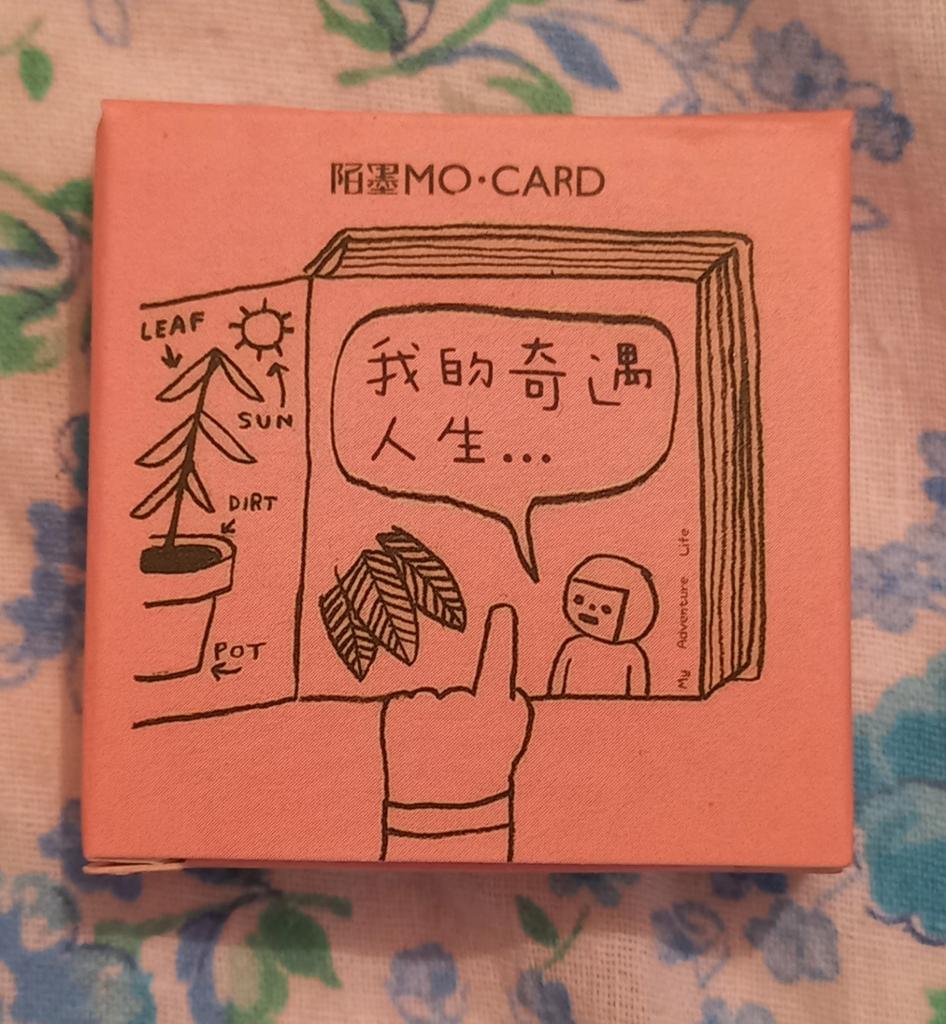 陌墨MO·CARD
LEAF
SUN
DIRT
POT
我的奇遇
人生...
My Adventure Life